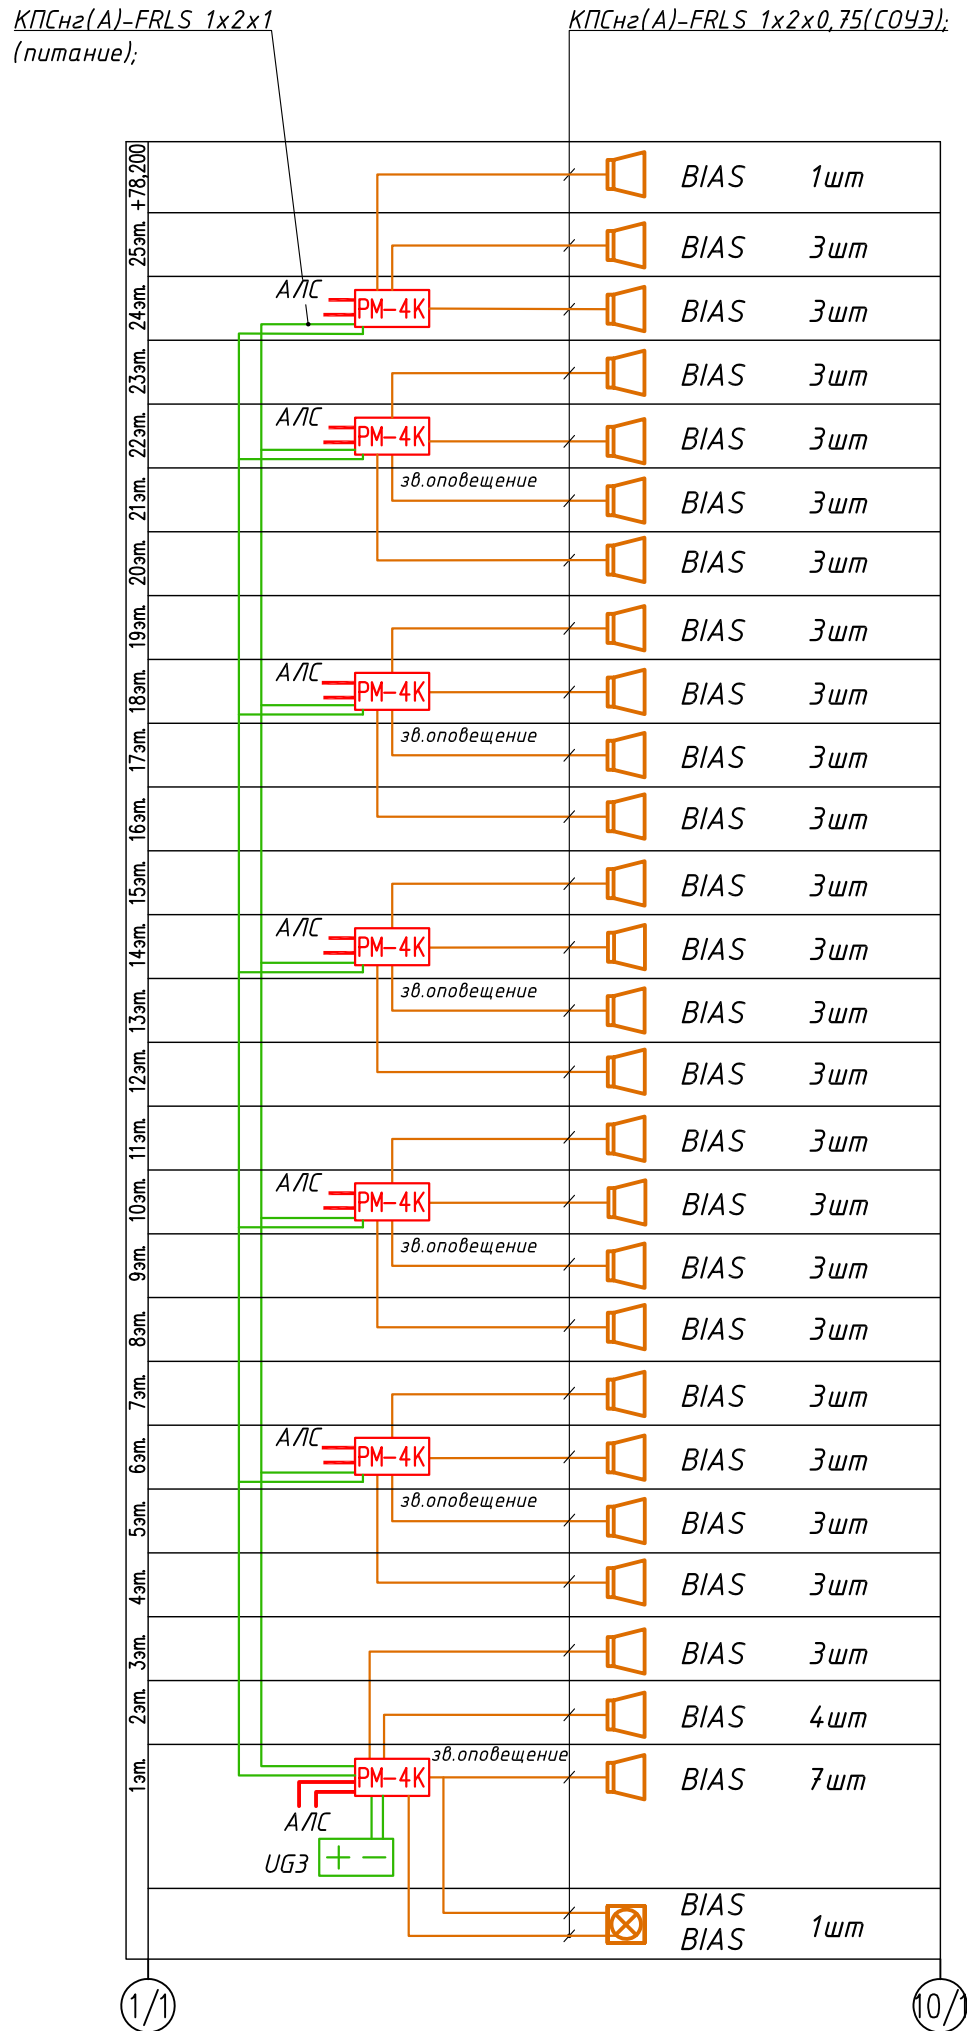 КПСнг(А)-FRLS 1x2x1
(питание);
КПСнг(А)-FRLS 1x2x0,75(СОУЭ);
+78,200
BIAS 1шт
25эт.
BIAS 3шт
24эт.
АЛС
РМ-4К
BIAS 3шт
23эт.
BIAS 3шт
22эт.
АЛС
РМ-4К
BIAS 3шт
21эт.
зв.оповещение
BIAS 3шт
20эт.
BIAS 3шт
19эт.
BIAS 3шт
18эт.
АЛС
РМ-4К
BIAS 3шт
17эт.
зв.оповещение
BIAS 3шт
16эт.
BIAS 3шт
15эт.
BIAS 3шт
14эт.
АЛС
РМ-4К
BIAS 3шт
13эт.
зв.оповещение
BIAS 3шт
12эт.
BIAS 3шт
11эт.
BIAS 3шт
10эт.
АЛС
РМ-4К
BIAS 3шт
9эт.
зв.оповещение
BIAS 3шт
8эт.
BIAS 3шт
7эт.
BIAS 3шт
6эт.
АЛС
РМ-4К
BIAS 3шт
5эт.
зв.оповещение
BIAS 3шт
4эт.
BIAS 3шт
3эт.
BIAS 3шт
2эт.
BIAS 4шт
1эт.
зв.оповещение
РМ-4К
BIAS 7шт
АЛС
UG3
+ −
BIAS
BIAS
1шт
1/1
10/1